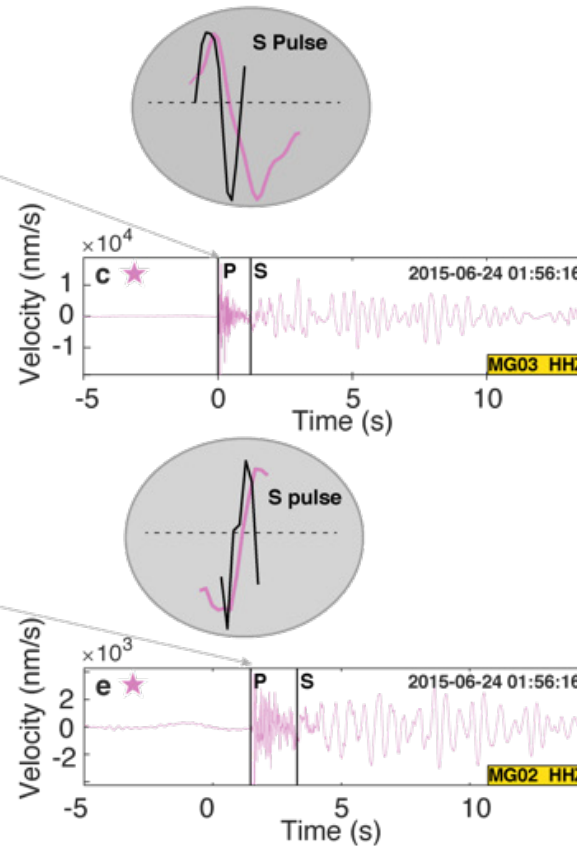 S Pulse
×10⁴
c ★ P S 2015-06-24 01:56:16
Velocity (nm/s)
1
0
-1
MG03 HHZ
-5 0 5 10
Time (s)
S pulse
×10³
e ★ P S 2015-06-24 01:56:16
Velocity (nm/s)
2
0
-2
MG02 HHZ
-5 0 5 10
Time (s)